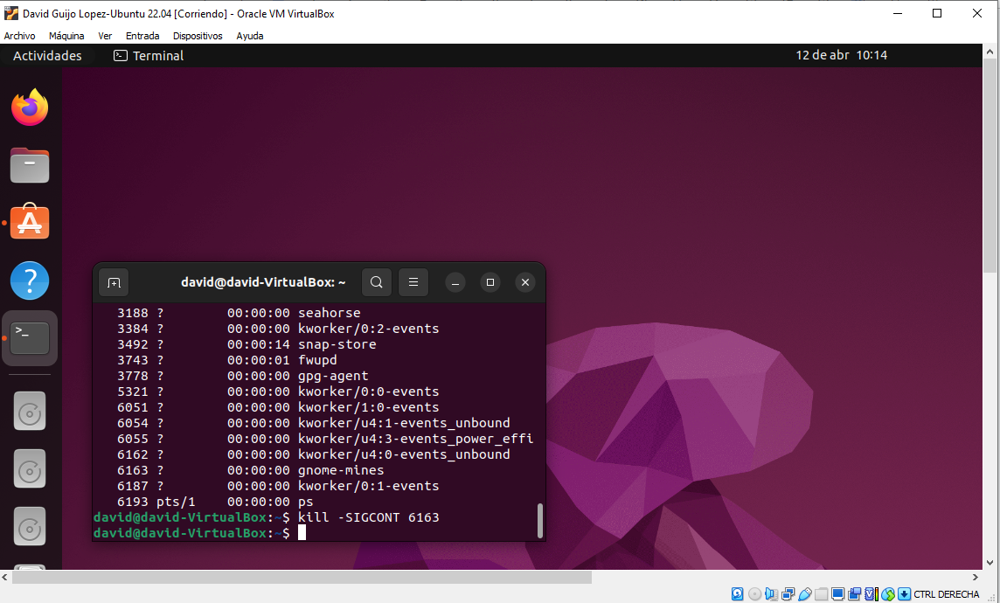 David Guijo Lopez-Ubuntu 22.04 [Corriendo] - Oracle VM VirtualBox
Archivo Máquina Ver Entrada Dispositivos Ayuda
Actividades Terminal 12 de abr 10:14
david@david-VirtualBox: ~
3188 ? 00:00:00 seahorse
3384 ? 00:00:00 kworker/0:2-events
3492 ? 00:00:14 snap-store
3743 ? 00:00:01 fwupd
3778 ? 00:00:00 gpg-agent
5321 ? 00:00:00 kworker/0:0-events
6051 ? 00:00:00 kworker/1:0-events
6054 ? 00:00:00 kworker/u4:1-events_unbound
6055 ? 00:00:00 kworker/u4:3-events_power_effi
6162 ? 00:00:00 kworker/u4:0-events_unbound
6163 ? 00:00:00 gnome-mines
6187 ? 00:00:00 kworker/0:1-events
6193 pts/1 00:00:00 ps
david@david-VirtualBox:~$ kill -SIGCONT 6163
david@david-VirtualBox:~$
CTRL DERECHA